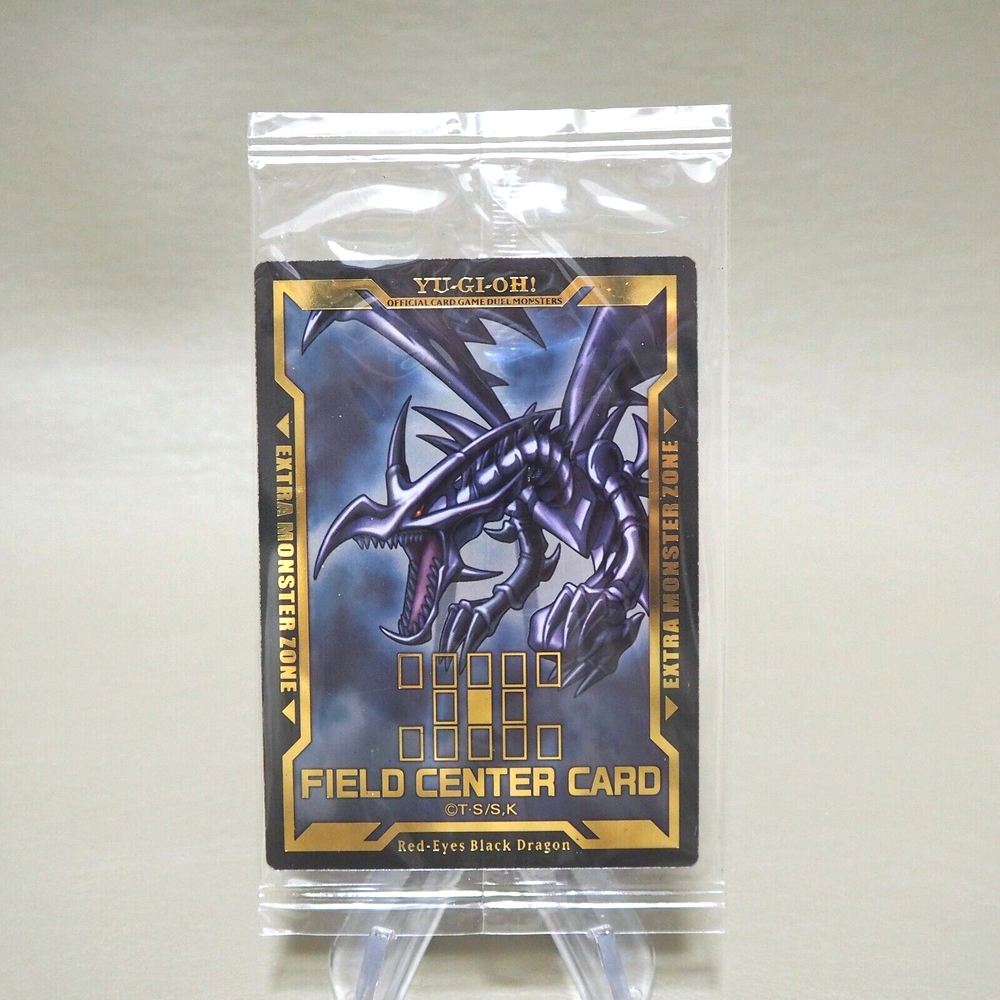 YU-GI-OH!
OFFICIAL CARD GAME DUEL MONSTERS
EXTRA MONSTER ZONE
EXTRA MONSTER ZONE
FIELD CENTER CARD
©T·S/S,K
Red-Eyes Black Dragon